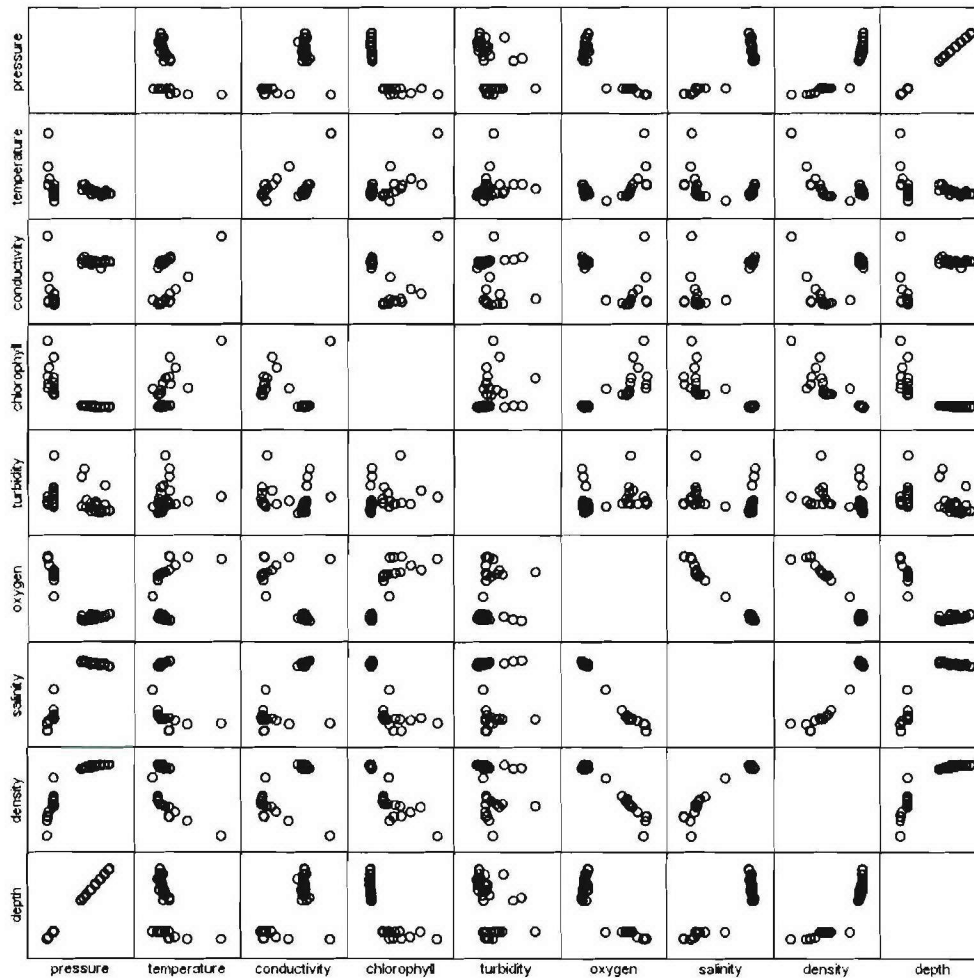 pressure
temperature
conductivity
chlorophyll
turbidity
oxygen
salinity
density
depth
pressure temperature conductivity chlorophyll turbidity oxygen salinity density depth